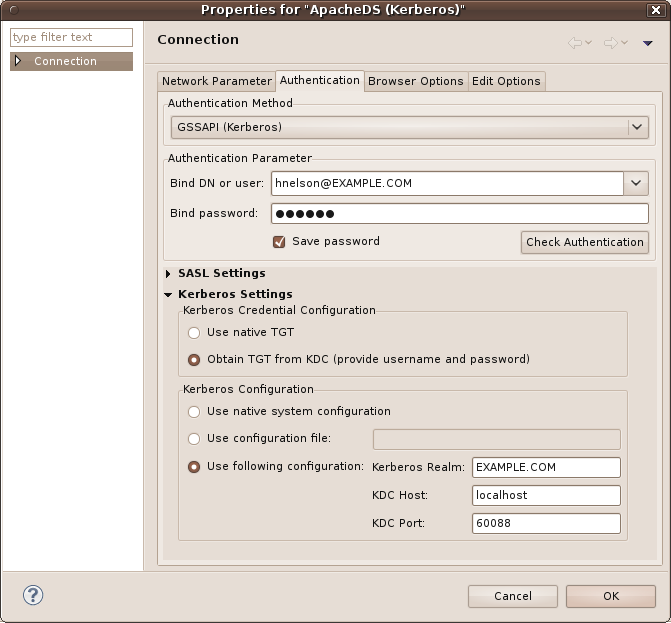 Properties for "ApacheDS (Kerberos)"
type filter text
Connection
Connection
Network Parameter Authentication Browser Options Edit Options
Authentication Method
GSSAPI (Kerberos)
Authentication Parameter
Bind DN or user: hnelson@EXAMPLE.COM
Bind password: ●●●●●●
Save password Check Authentication
SASL Settings
Kerberos Settings
Kerberos Credential Configuration
Use native TGT
Obtain TGT from KDC (provide username and password)
Kerberos Configuration
Use native system configuration
Use configuration file:
Use following configuration: Kerberos Realm: EXAMPLE.COM
KDC Host: localhost
KDC Port: 60088
? Cancel OK